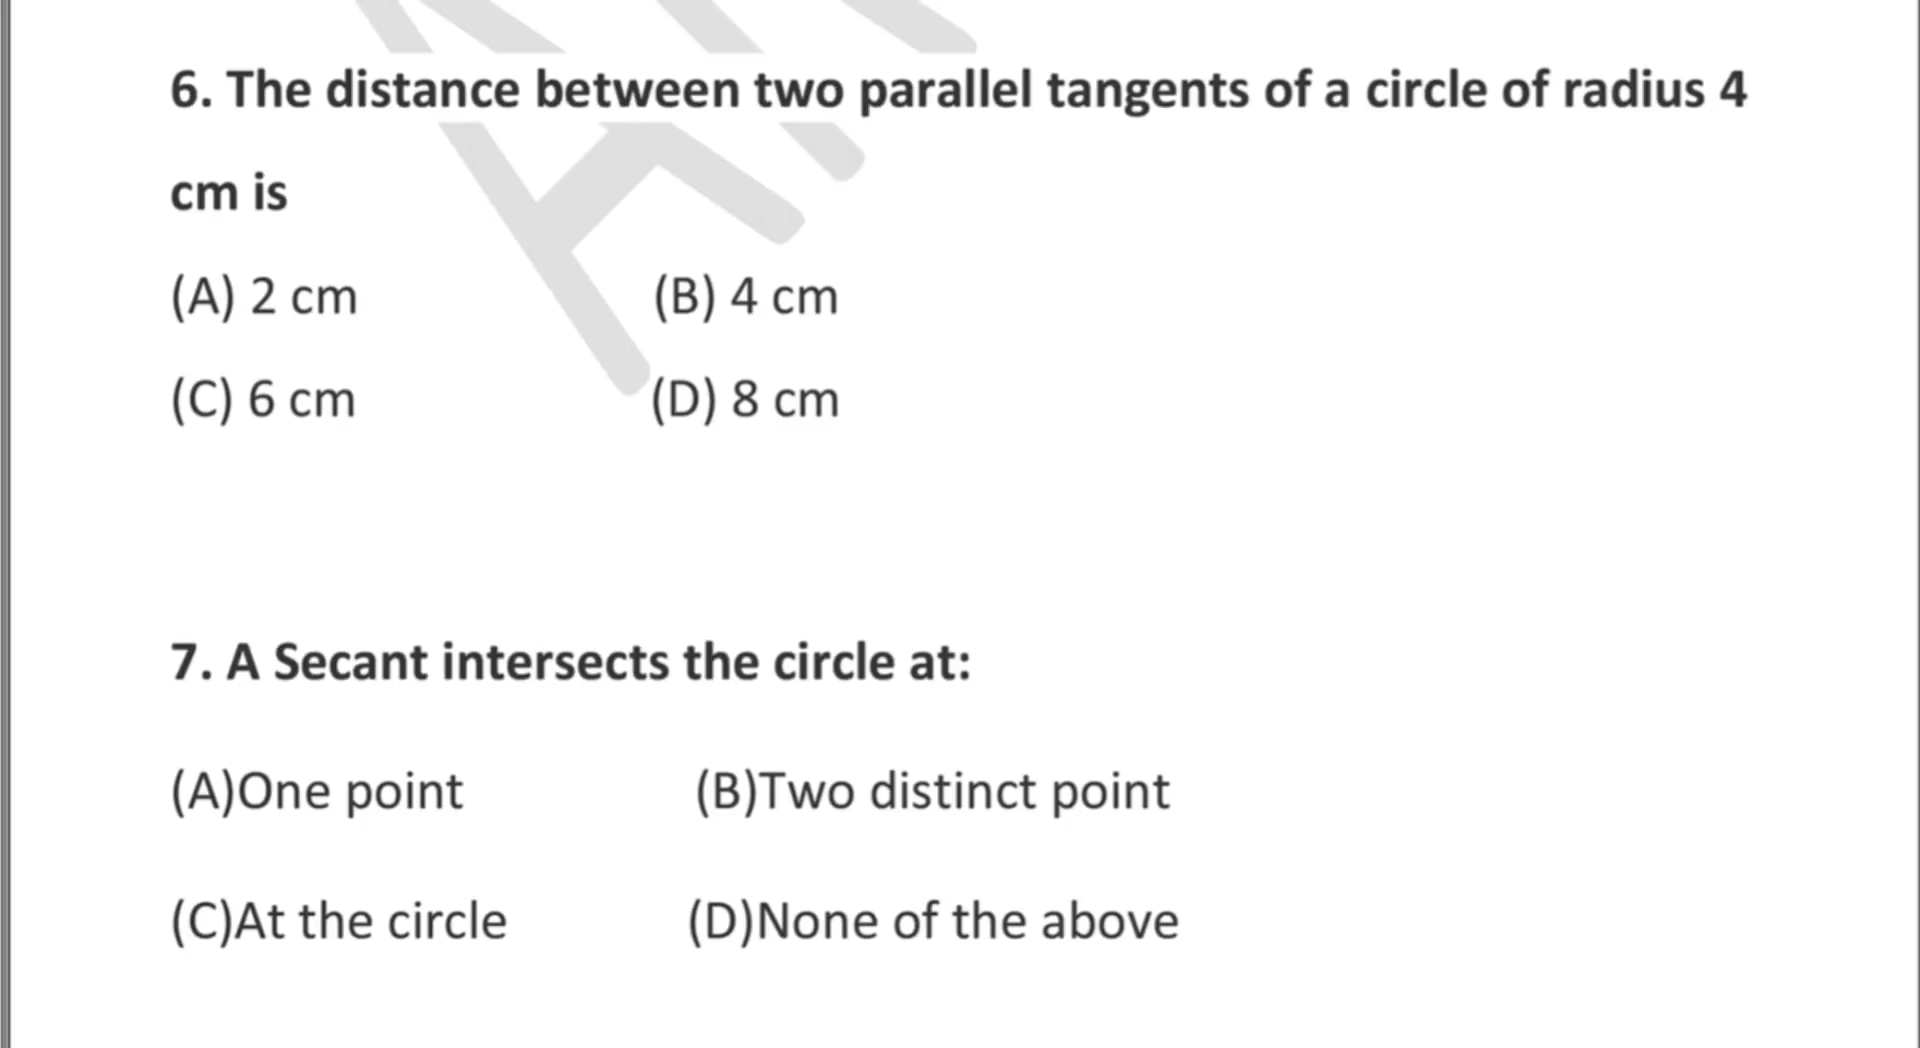 6. The distance between two parallel tangents of a circle of radius 4
cm is
(A) 2 cm (B) 4 cm
(C) 6 cm (D) 8 cm
7. A Secant intersects the circle at:
(A)One point (B)Two distinct point
(C)At the circle (D)None of the above